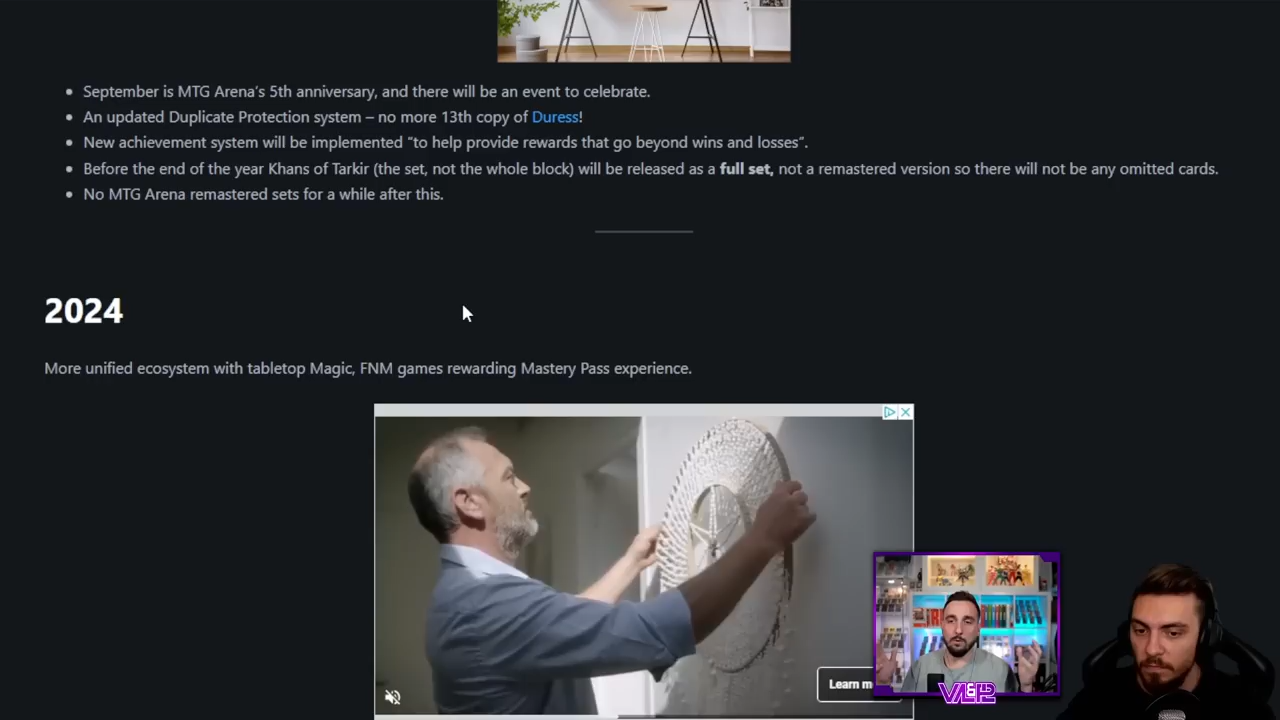 September is MTG Arena’s 5th anniversary, and there will be an event to celebrate.
An updated Duplicate Protection system – no more 13th copy of Duress!
New achievement system will be implemented “to help provide rewards that go beyond wins and losses”.
Before the end of the year Khans of Tarkir (the set, not the whole block) will be released as a full set, not a remastered version so there will not be any omitted cards.
No MTG Arena remastered sets for a while after this.
2024
More unified ecosystem with tabletop Magic, FNM games rewarding Mastery Pass experience.
Learn m